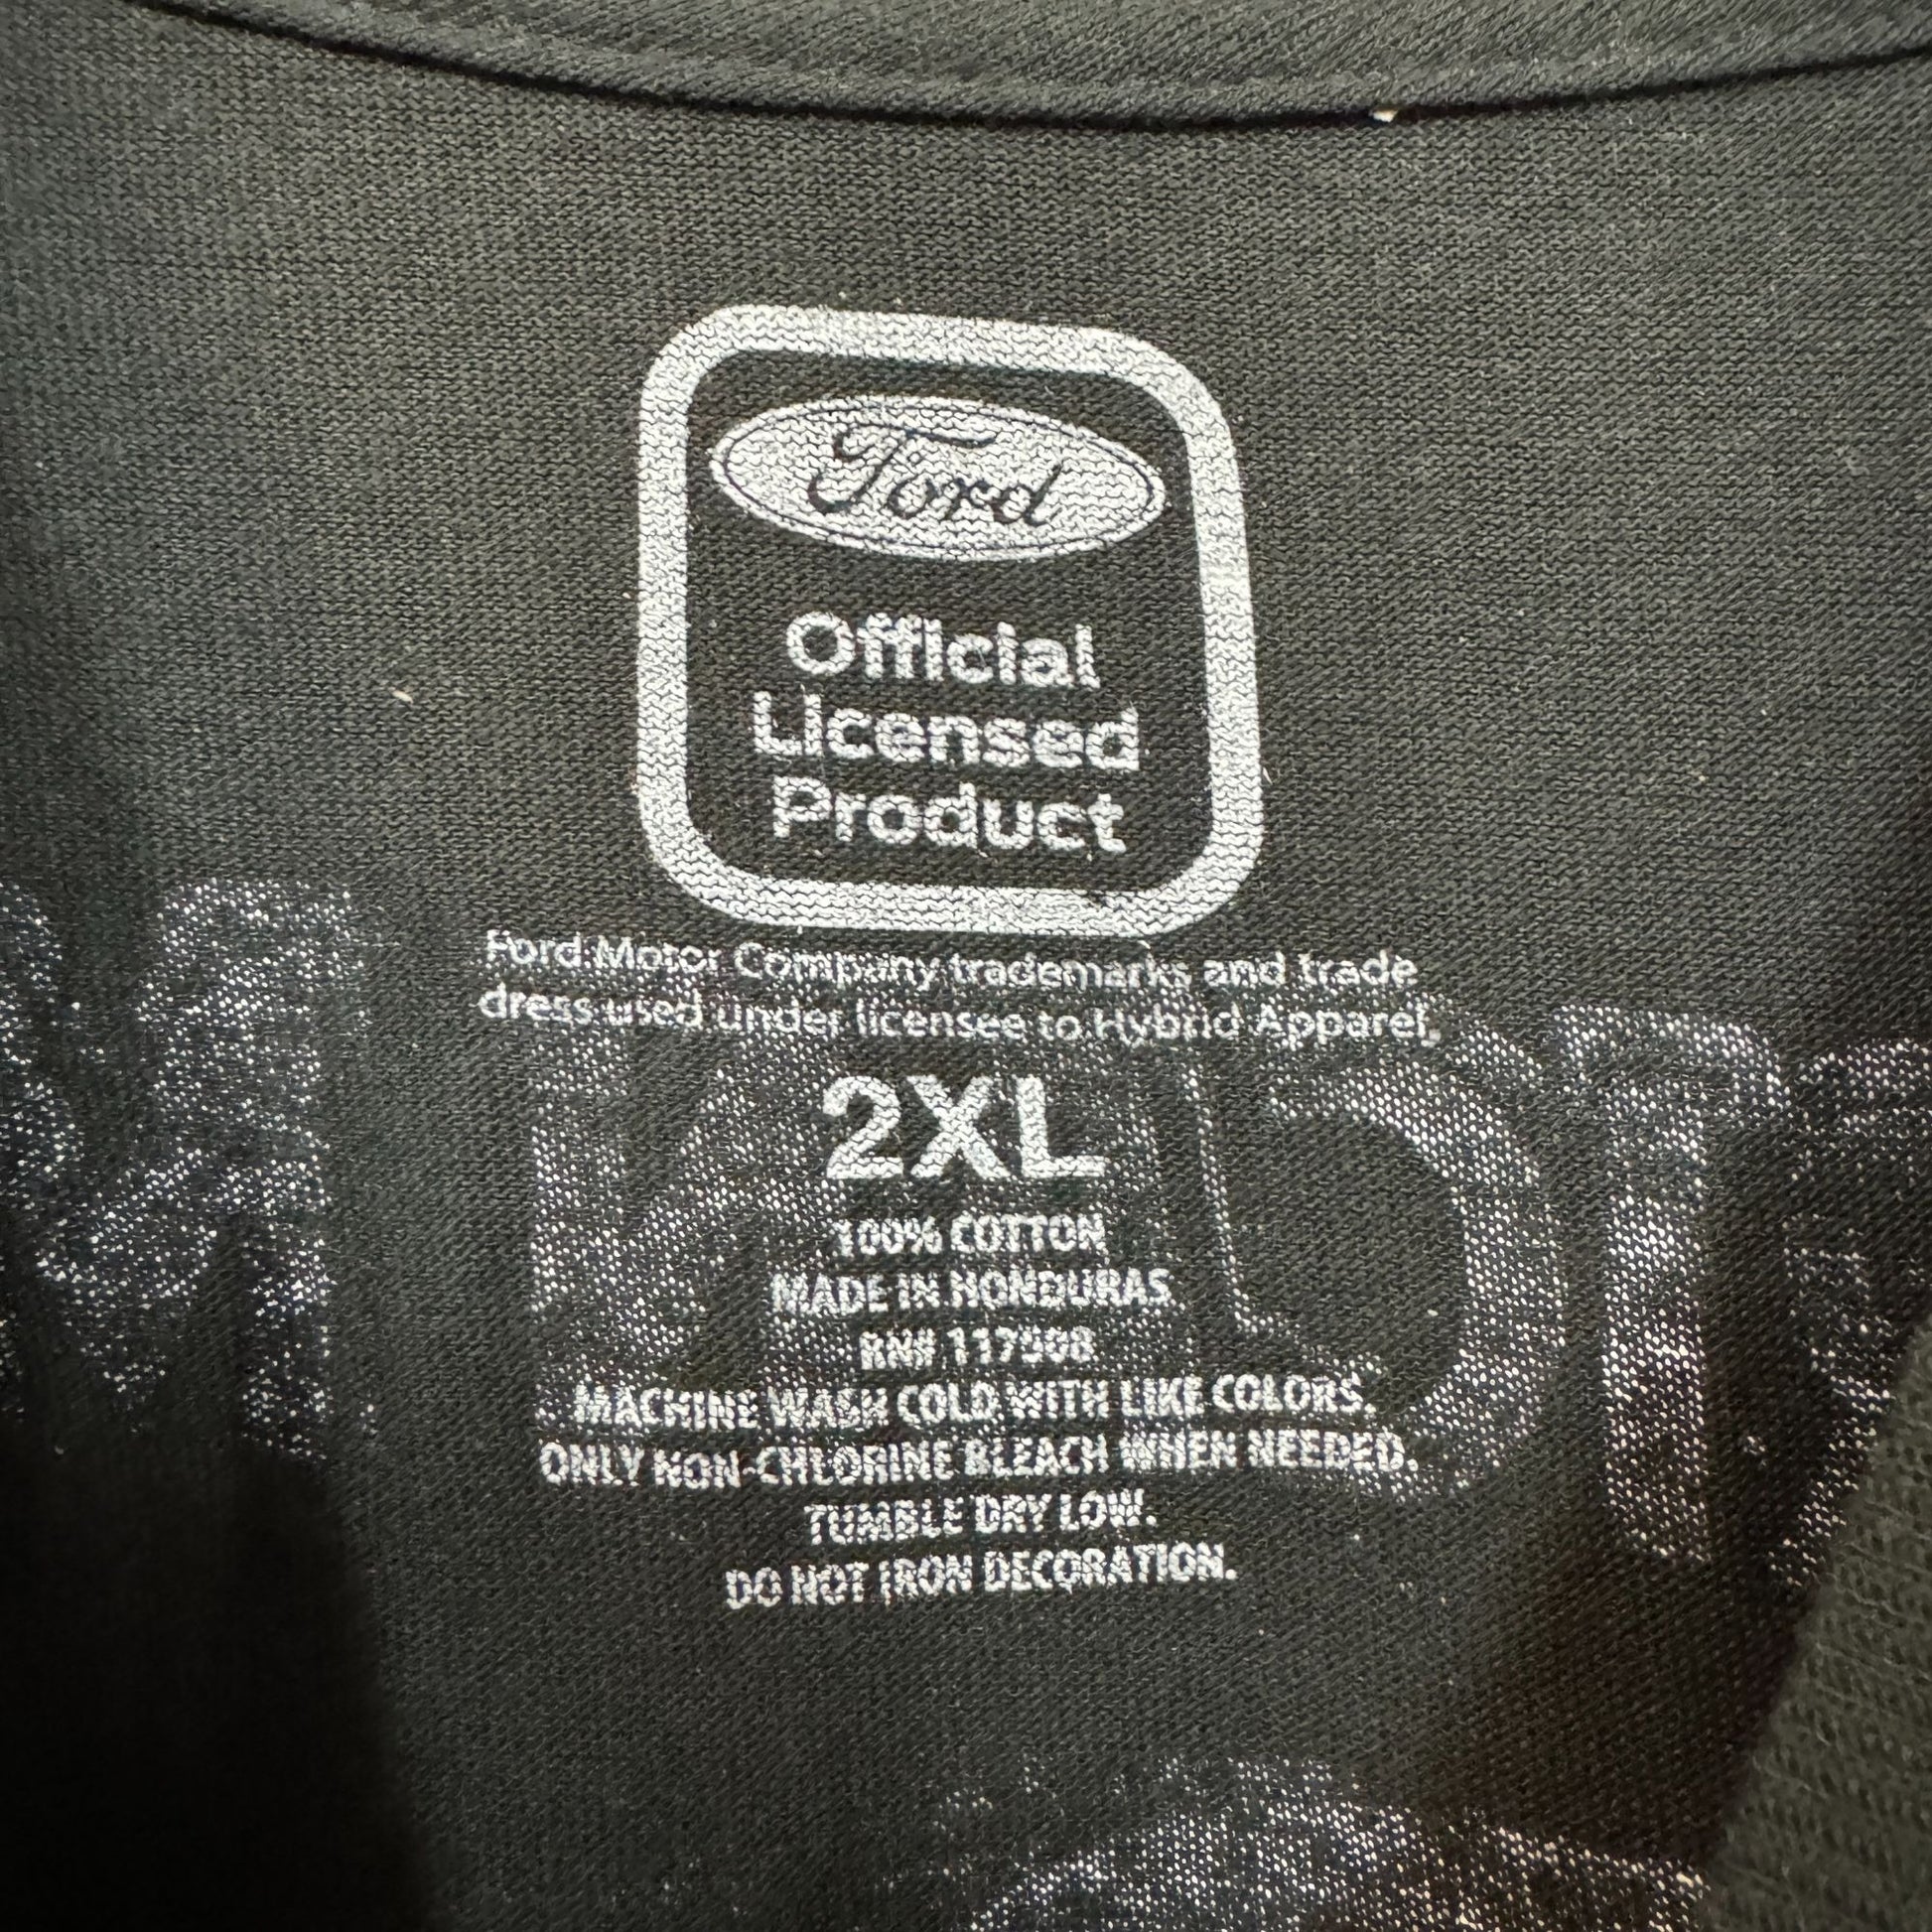 Ford
Official
Licensed
Product
Ford Motor Company trademarks and trade
dress used under licensee to Hybrid Apparel.
2XL
100% COTTON
MADE IN HONDURAS
RN# 117508
MACHINE WASH COLD WITH LIKE COLORS.
ONLY NON-CHLORINE BLEACH WHEN NEEDED.
TUMBLE DRY LOW.
DO NOT IRON DECORATION.